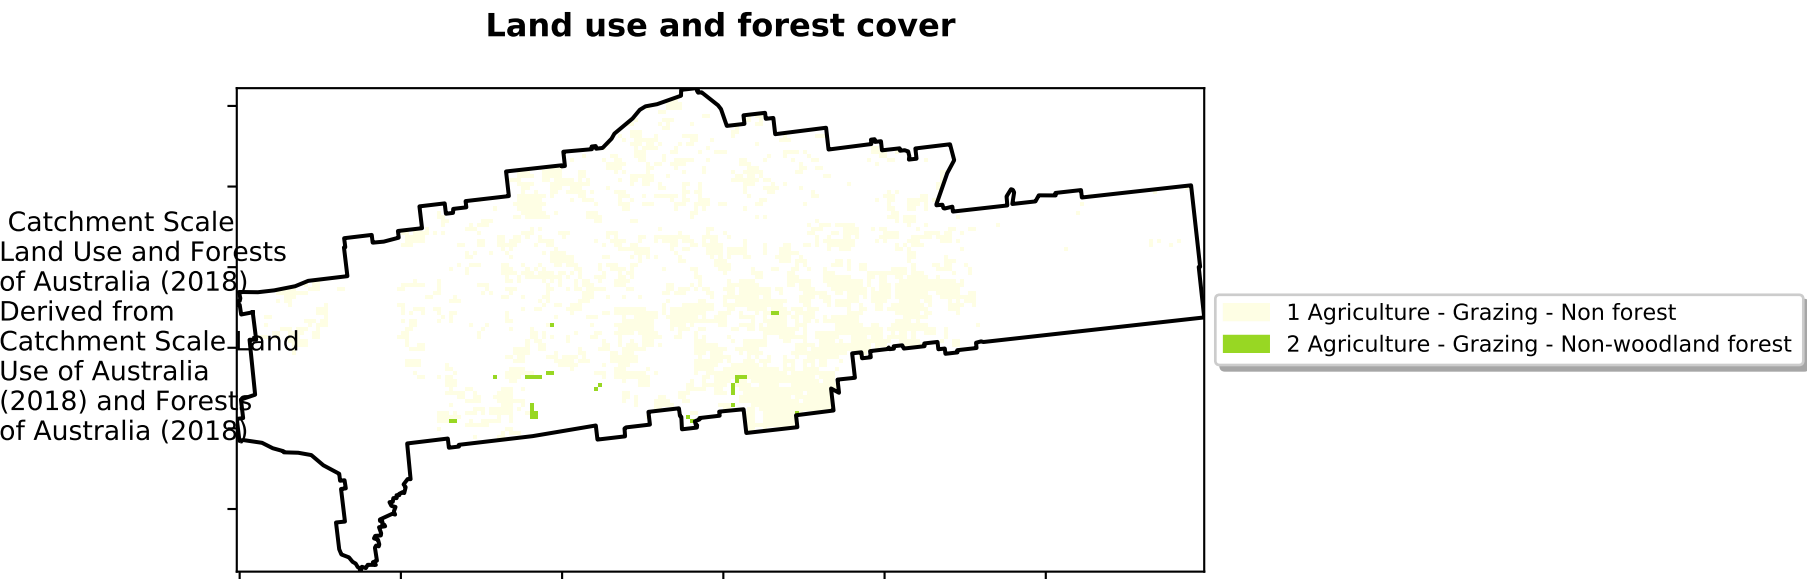 Land use and forest cover
Catchment Scale
Land Use and Forests
of Australia (2018)
Derived from
Catchment Scale Land
Use of Australia
(2018) and Forests
of Australia (2018)
1 Agriculture - Grazing - Non forest
2 Agriculture - Grazing - Non-woodland forest